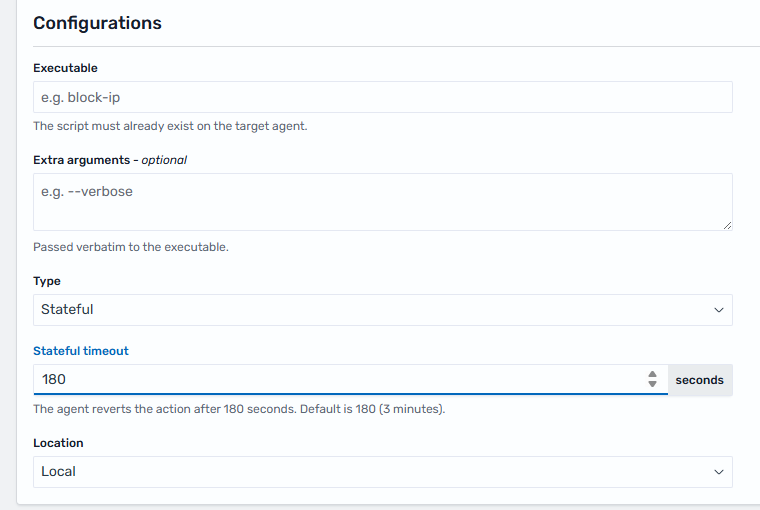 Configurations
Executable
e.g. block-ip
The script must already exist on the target agent.
Extra arguments - optional
e.g. --verbose
Passed verbatim to the executable.
Type
Stateful
Stateful timeout
180
seconds
The agent reverts the action after 180 seconds. Default is 180 (3 minutes).
Location
Local